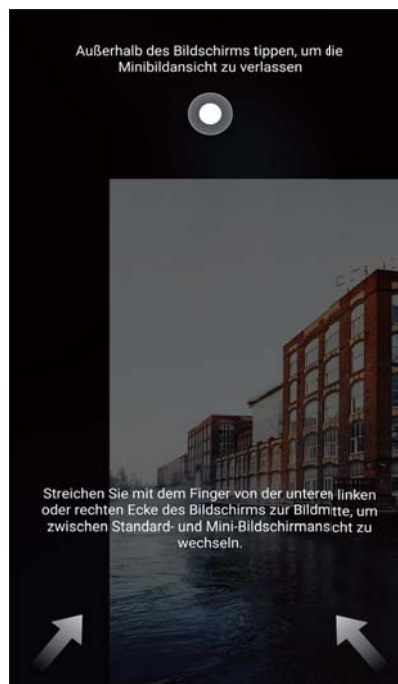 Außerhalb des Bildschirms tippen, um die
Minibildansicht zu verlassen
Streichen Sie mit dem Finger von der unteren linken
oder rechten Ecke des Bildschirms zur Bildmitte, um
zwischen Standard- und Mini-Bildschirmansicht zu
wechseln.